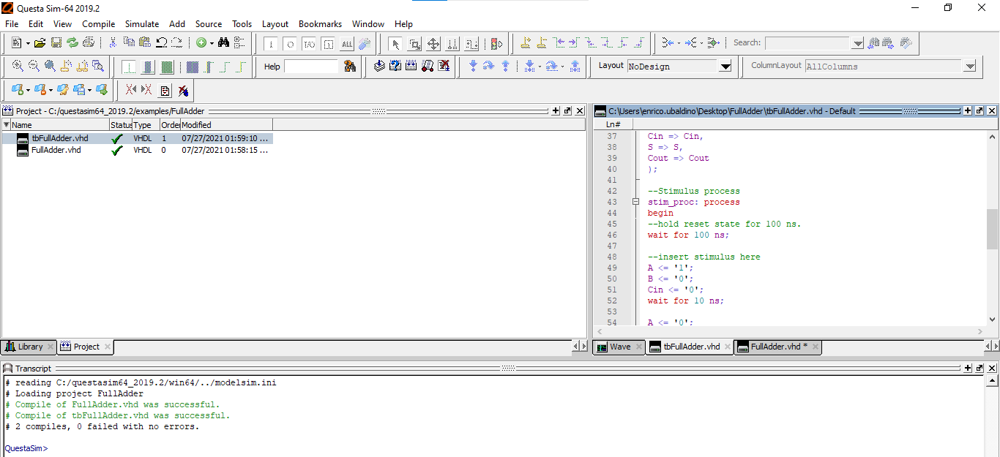 Questa Sim-64 2019.2
File Edit View Compile Simulate Add Source Tools Layout Bookmarks Window Help
Search:
Help
Layout NoDesign
ColumnLayout AllColumns
Project - C:/questasim64_2019.2/examples/FullAdder
Name Status Type Order Modified
tbFullAdder.vhd VHDL 1 07/27/2021 01:59:10 ...
FullAdder.vhd VHDL 0 07/27/2021 01:58:15 ...
Library
Project
C:\Users\enrico.ubaldino\Desktop\FullAdder\tbFullAdder.vhd - Default
Ln#
37 Cin => Cin,
38 S => S,
39 Cout => Cout
40 );
41
42 --Stimulus process
43 stim_proc: process
44 begin
45 --hold reset state for 100 ns.
46 wait for 100 ns;
47
48 --insert stimulus here
49 A <= '1';
50 B <= '0';
51 Cin <= '0';
52 wait for 10 ns;
53
54 A <= '0';
Wave
tbFullAdder.vhd
FullAdder.vhd *
Transcript
# reading C:/questasim64_2019.2/win64/../modelsim.ini
# Loading project FullAdder
# Compile of FullAdder.vhd was successful.
# Compile of tbFullAdder.vhd was successful.
# 2 compiles, 0 failed with no errors.
QuestaSim>